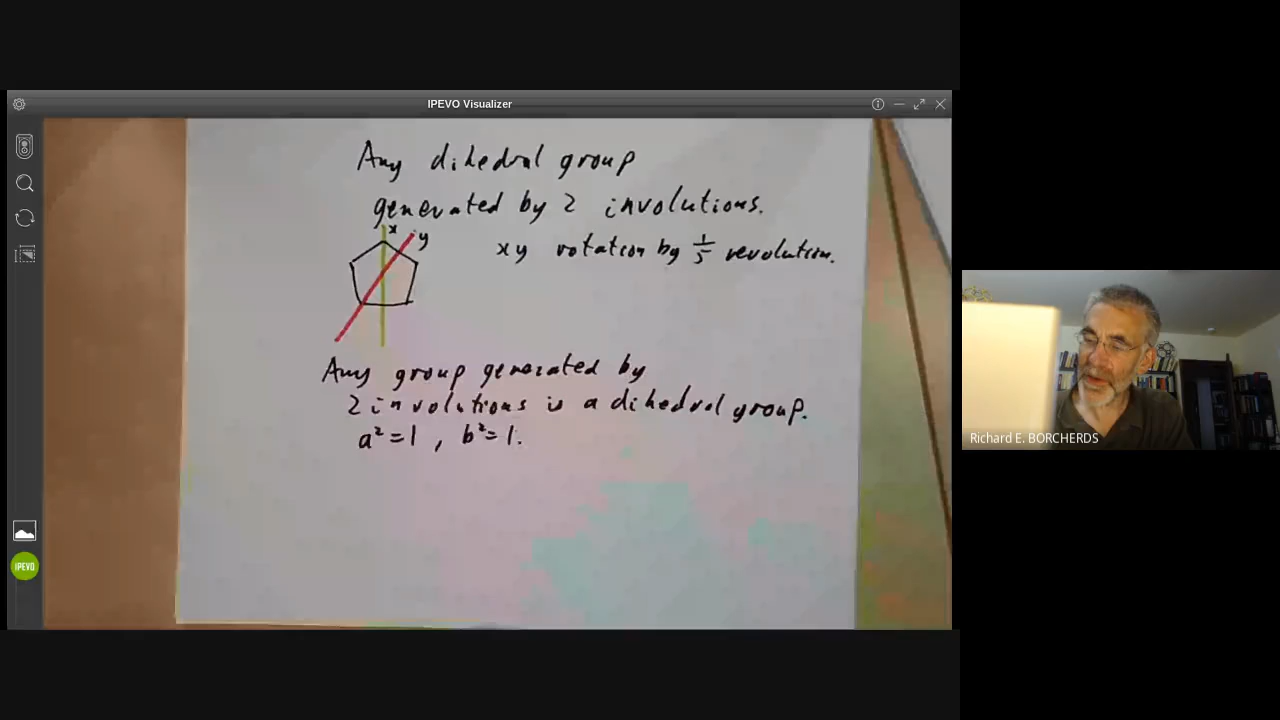 IPEVO Visualizer
Any dihedral group
generated by 2 involutions.
x
y
xy rotation by 1/5 revolution.
Any group generated by
2 involutions is a dihedral group.
a² = 1 , b² = 1.
IPEVO
Richard E. BORCHERDS